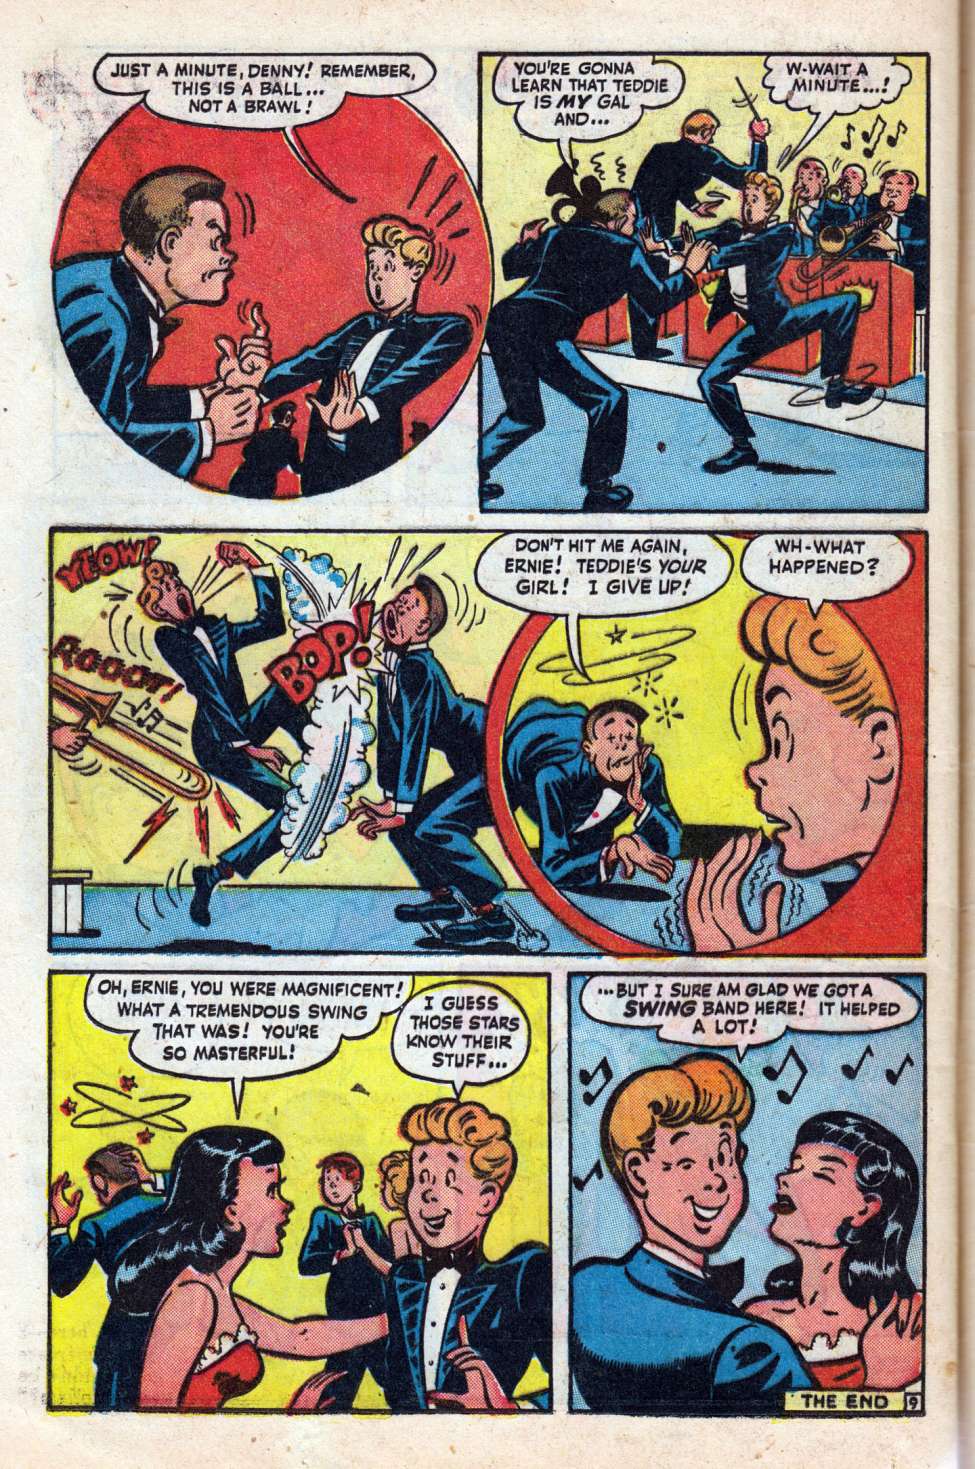 JUST A MINUTE, DENNY! REMEMBER,
THIS IS A BALL...
NOT A BRAWL!
YOU'RE GONNA
LEARN THAT TEDDIE
IS MY GAL
AND...
W-WAIT A
MINUTE...!
YEOW!
ROOOOT!
BOP!
DON'T HIT ME AGAIN,
ERNIE! TEDDIE'S YOUR
GIRL! I GIVE UP!
WH-WHAT
HAPPENED?
OH, ERNIE, YOU WERE MAGNIFICENT!
WHAT A TREMENDOUS SWING
THAT WAS! YOU'RE
SO MASTERFUL!
I GUESS
THOSE STARS
KNOW THEIR
STUFF...
...BUT I SURE AM GLAD WE GOT A
SWING BAND HERE! IT HELPED
A LOT!
THE END 9